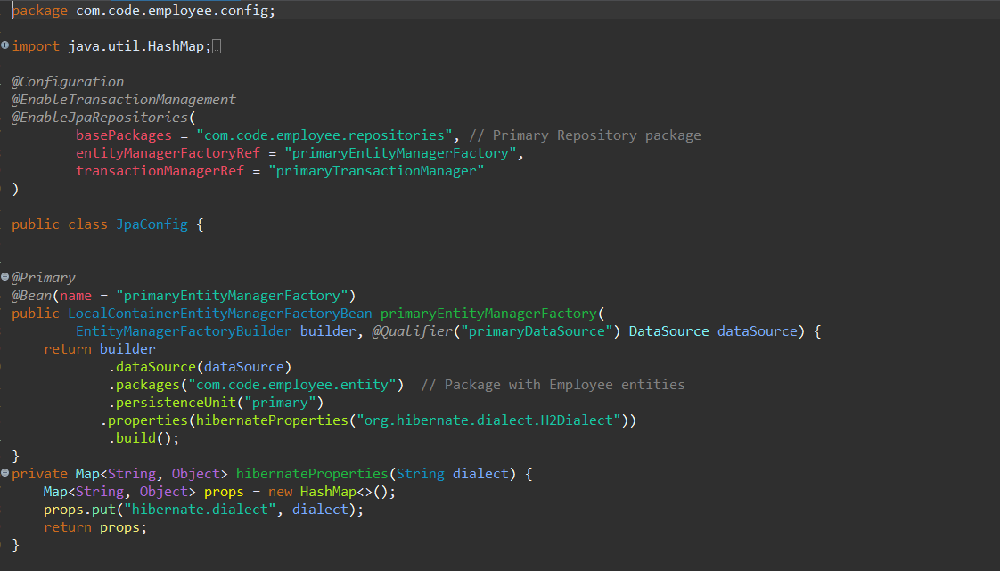 package com.code.employee.config;
import java.util.HashMap;
@Configuration
@EnableTransactionManagement
@EnableJpaRepositories(
        basePackages = "com.code.employee.repositories", // Primary Repository package
        entityManagerFactoryRef = "primaryEntityManagerFactory",
        transactionManagerRef = "primaryTransactionManager"
)
public class JpaConfig {
@Primary
@Bean(name = "primaryEntityManagerFactory")
public LocalContainerEntityManagerFactoryBean primaryEntityManagerFactory(
        EntityManagerFactoryBuilder builder, @Qualifier("primaryDataSource") DataSource dataSource) {
    return builder
            .dataSource(dataSource)
            .packages("com.code.employee.entity")  // Package with Employee entities
            .persistenceUnit("primary")
           .properties(hibernateProperties("org.hibernate.dialect.H2Dialect"))
            .build();
}
private Map<String, Object> hibernateProperties(String dialect) {
    Map<String, Object> props = new HashMap<>();
    props.put("hibernate.dialect", dialect);
    return props;
}